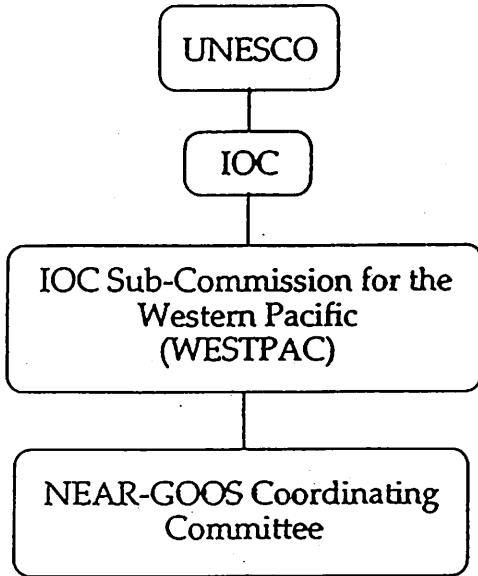 UNESCO
IOC
IOC Sub-Commission for the
Western Pacific
(WESTPAC)
NEAR-GOOS Coordinating
Committee